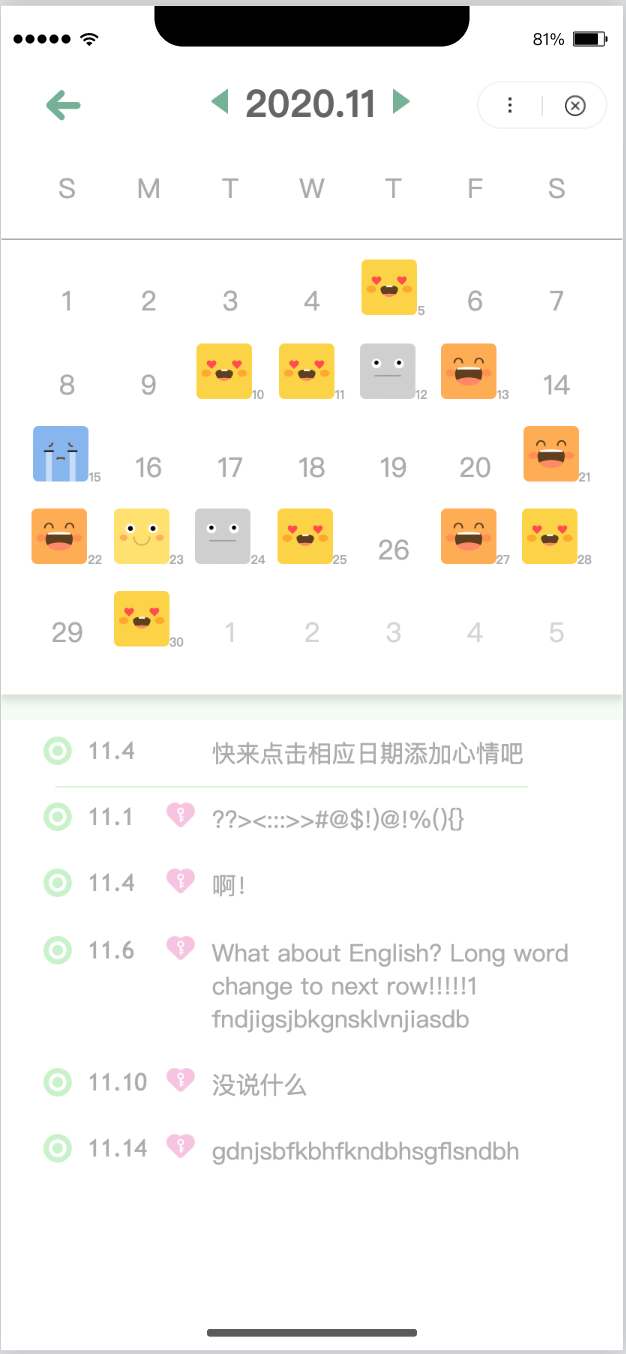 81%
2020.11
S M T W T F S
1 2 3 4 5 6 7
8 9 10 11 12 13 14
15 16 17 18 19 20 21
22 23 24 25 26 27 28
29 30 1 2 3 4 5
11.4 快来点击相应日期添加心情吧
11.1 ??><:::>>#@$!)@!%(){}
11.4 啊!
11.6 What about English? Long word
change to next row!!!!!1
fndjigsjbkgnsklvnjiasdb
11.10 没说什么
11.14 gdnjsbfkbhfkndbhsgflsndbh